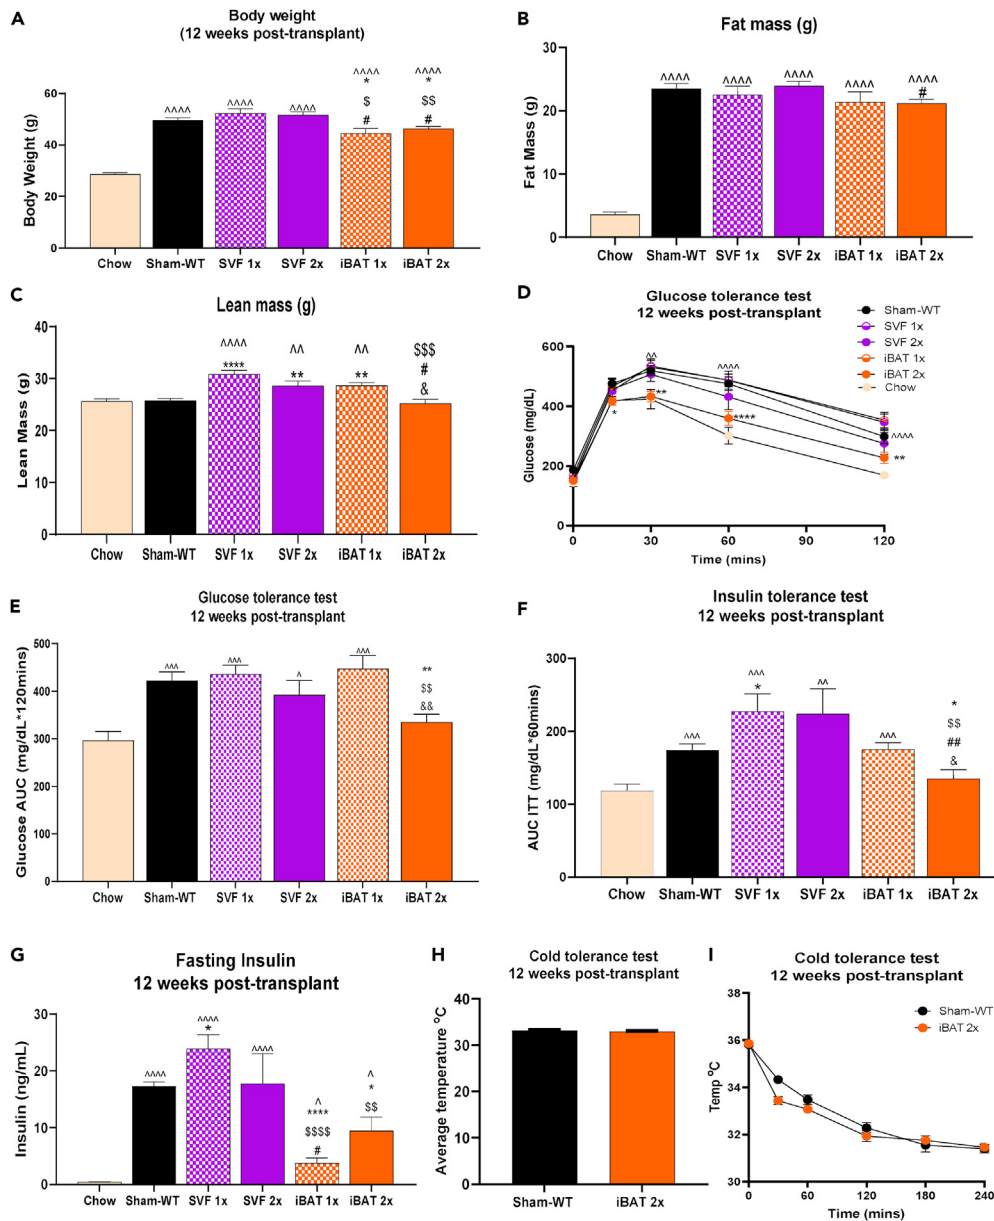 A
Body weight
(12 weeks post-transplant)
^^^^ ^^^^ ^^^^ ^^^^ ^^^^
* *
$ $$
# #
Body Weight (g)
60
40
20
0
Chow Sham-WT SVF 1x SVF 2x iBAT 1x iBAT 2x
B
Fat mass (g)
^^^^ ^^^^ ^^^^ ^^^^ ^^^^
#
Fat Mass (g)
30
20
10
0
Chow Sham-WT SVF 1x SVF 2x iBAT 1x iBAT 2x
C
Lean mass (g)
^^^^ ^^ ^^ $$$
**** ** ** #
&
Lean Mass (g)
40
30
20
10
0
Chow Sham-WT SVF 1x SVF 2x iBAT 1x iBAT 2x
D
Glucose tolerance test
12 weeks post-transplant
Sham-WT
SVF 1x
SVF 2x
iBAT 1x
iBAT 2x
Chow
^^ ^^^^
* ** **** ^^^^ **
Glucose (mg/dL)
600
400
200
0
0 30 60 90 120
Time (mins)
E
Glucose tolerance test
12 weeks post-transplant
^^^ ^^^ ^ ^^^ **
$$
&&
Glucose AUC (mg/dL*120mins)
500
400
300
200
100
0
Chow Sham-WT SVF 1x SVF 2x iBAT 1x iBAT 2x
F
Insulin tolerance test
12 weeks post-transplant
^^^ ^^^ ^^ ^^^ *
* $$
##
&
AUC ITT (mg/dL*60mins)
300
200
100
0
Chow Sham-WT SVF 1x SVF 2x iBAT 1x iBAT 2x
G
Fasting Insulin
12 weeks post-transplant
^^^^ ^^^^ ^^^^ ^ ^
* **** *
$$$$ $$
#
Insulin (ng/mL)
30
20
10
0
Chow Sham-WT SVF 1x SVF 2x iBAT 1x iBAT 2x
H
Cold tolerance test
12 weeks post-transplant
Average temperature °C
40
30
20
10
0
Sham-WT iBAT 2x
I
Cold tolerance test
12 weeks post-transplant
Sham-WT
iBAT 2x
Temp °C
38
36
34
32
30
0 60 120 180 240
Time (mins)